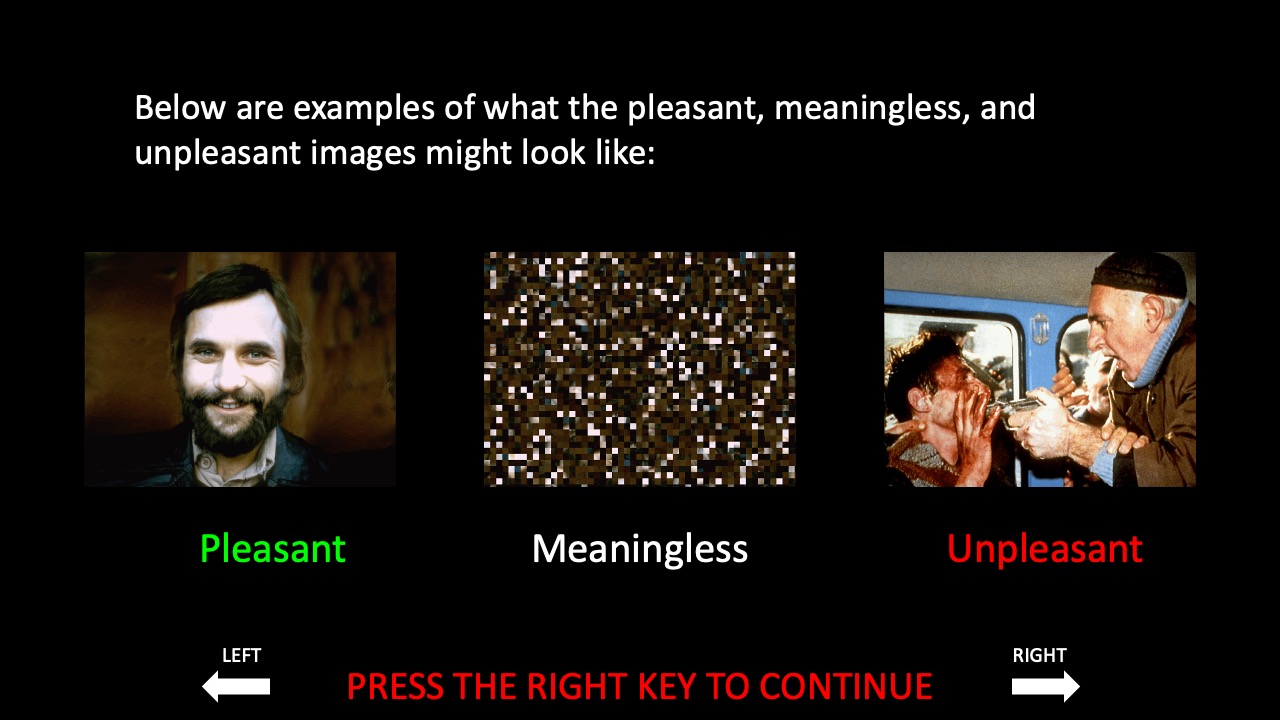 Below are examples of what the pleasant, meaningless, and
unpleasant images might look like:
Pleasant
Meaningless
Unpleasant
LEFT
RIGHT
PRESS THE RIGHT KEY TO CONTINUE